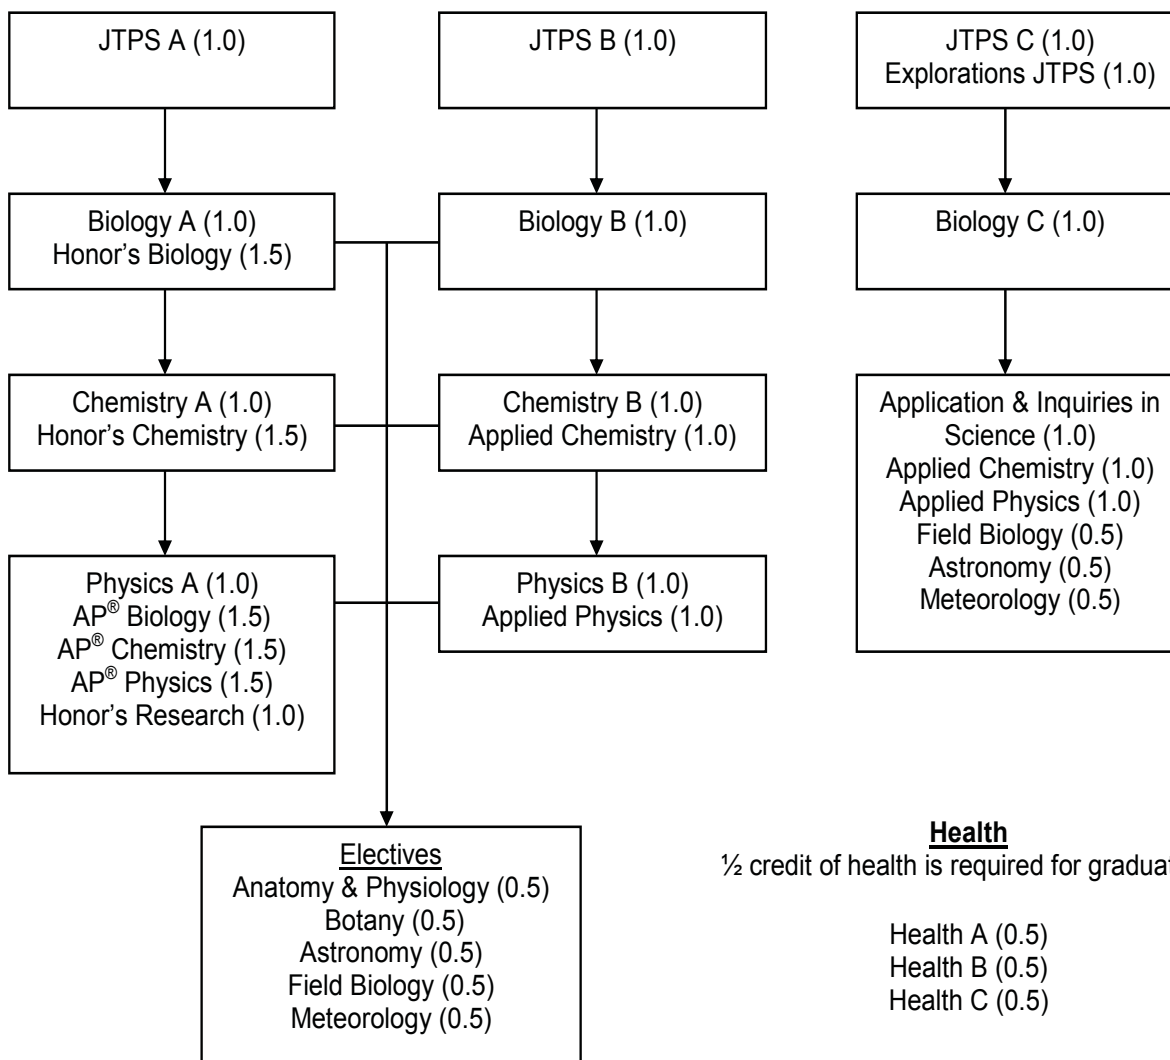 JTPS A (1.0)
JTPS B (1.0)
JTPS C (1.0)
Explorations JTPS (1.0)
Biology A (1.0)
Honor’s Biology (1.5)
Biology B (1.0)
Biology C (1.0)
Chemistry A (1.0)
Honor’s Chemistry (1.5)
Chemistry B (1.0)
Applied Chemistry (1.0)
Application & Inquiries in
Science (1.0)
Applied Chemistry (1.0)
Applied Physics (1.0)
Field Biology (0.5)
Astronomy (0.5)
Meteorology (0.5)
Physics A (1.0)
AP® Biology (1.5)
AP® Chemistry (1.5)
AP® Physics (1.5)
Honor’s Research (1.0)
Physics B (1.0)
Applied Physics (1.0)
Electives
Anatomy & Physiology (0.5)
Botany (0.5)
Astronomy (0.5)
Field Biology (0.5)
Meteorology (0.5)
Health
½ credit of health is required for graduat
Health A (0.5)
Health B (0.5)
Health C (0.5)